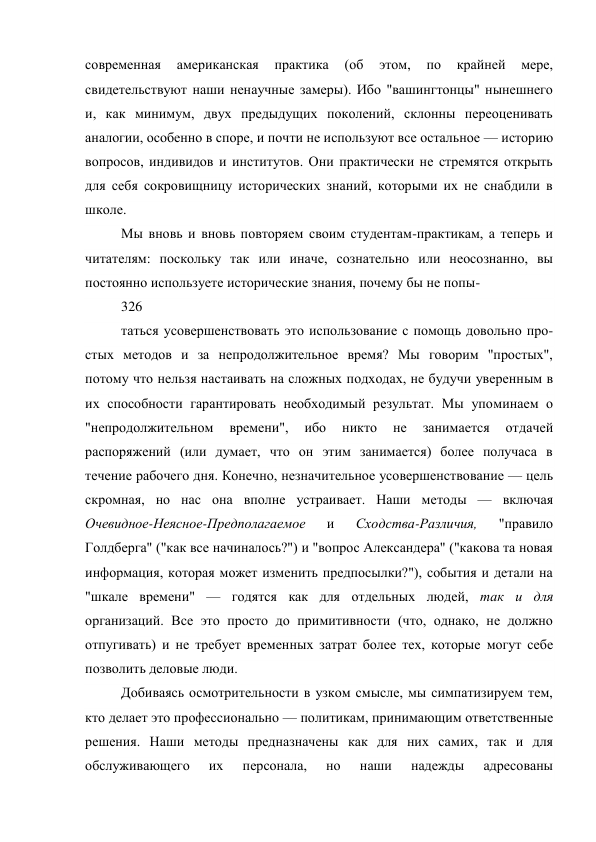 современная американская практика (об этом, по крайней мере,
свидетельствуют наши ненаучные замеры). Ибо "вашингтонцы" нынешнего
и, как минимум, двух предыдущих поколений, склонны переоценивать
аналогии, особенно в споре, и почти не используют все остальное — историю
вопросов, индивидов и институтов. Они практически не стремятся открыть
для себя сокровищницу исторических знаний, которыми их не снабдили в
школе.
Мы вновь и вновь повторяем своим студентам-практикам, а теперь и
читателям: поскольку так или иначе, сознательно или неосознанно, вы
постоянно используете исторические знания, почему бы не попы-
326
таться усовершенствовать это использование с помощь довольно про-
стых методов и за непродолжительное время? Мы говорим "простых",
потому что нельзя настаивать на сложных подходах, не будучи уверенным в
их способности гарантировать необходимый результат. Мы упоминаем о
"непродолжительном времени", ибо никто не занимается отдачей
распоряжений (или думает, что он этим занимается) более получаса в
течение рабочего дня. Конечно, незначительное усовершенствование — цель
скромная, но нас она вполне устраивает. Наши методы — включая
Очевидное-Неясное-Предполагаемое и Сходства-Различия, "правило
Голдберга" ("как все начиналось?") и "вопрос Александера" ("какова та новая
информация, которая может изменить предпосылки?"), события и детали на
"шкале времени" — годятся как для отдельных людей, так и для
организаций. Все это просто до примитивности (что, однако, не должно
отпугивать) и не требует временных затрат более тех, которые могут себе
позволить деловые люди.
Добиваясь осмотрительности в узком смысле, мы симпатизируем тем,
кто делает это профессионально — политикам, принимающим ответственные
решения. Наши методы предназначены как для них самих, так и для
обслуживающего их персонала, но наши надежды адресованы